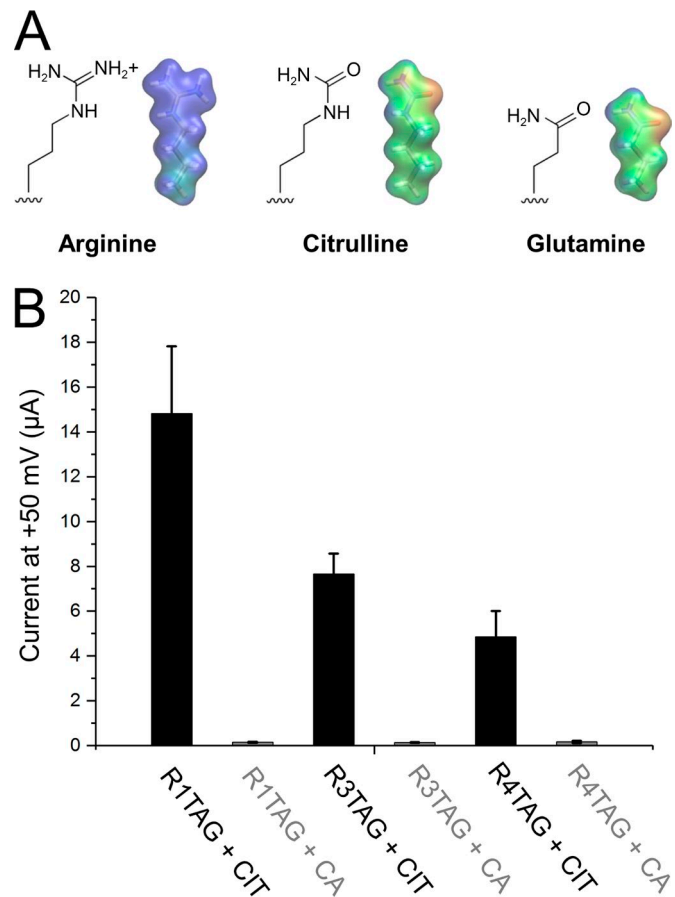 A
H₂N
NH₂+
NH
H₂N
O
NH
H₂N
O
Arginine
Citrulline
Glutamine
B
Current at +50 mV (µA)
20
18
16
14
12
10
8
6
4
2
0
R1TAG + CIT
R1TAG + CA
R3TAG + CIT
R3TAG + CA
R4TAG + CIT
R4TAG + CA